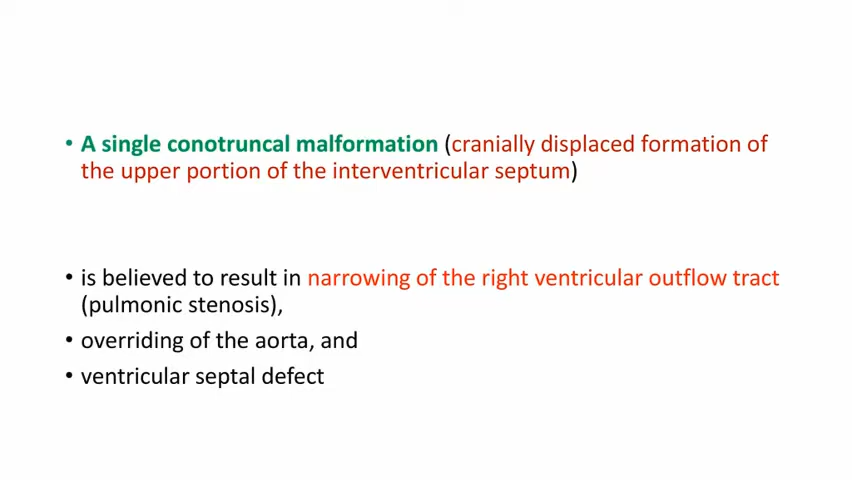 • A single conotruncal malformation (cranially displaced formation of
the upper portion of the interventricular septum)
• is believed to result in narrowing of the right ventricular outflow tract
(pulmonic stenosis),
• overriding of the aorta, and
• ventricular septal defect